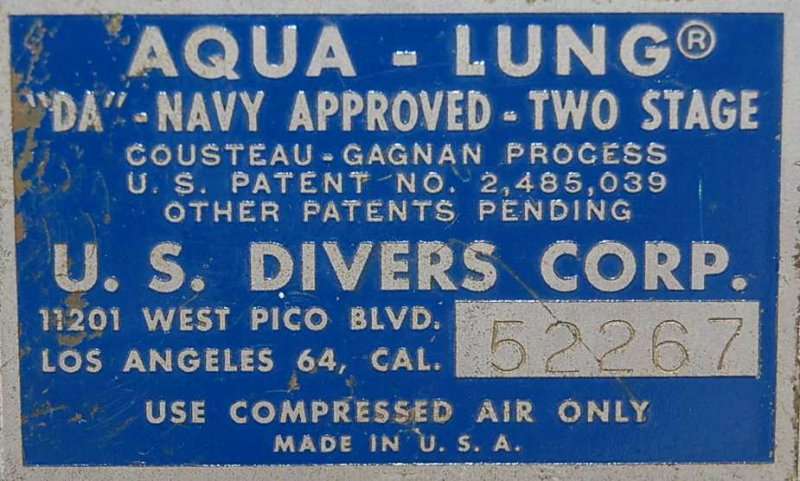 AQUA - LUNG®
"DA" - NAVY APPROVED - TWO STAGE
COUSTEAU - GAGNAN PROCESS
U. S. PATENT NO. 2,485,039
OTHER PATENTS PENDING
U. S. DIVERS CORP.
11201 WEST PICO BLVD.
LOS ANGELES 64, CAL.
52267
USE COMPRESSED AIR ONLY
MADE IN U. S. A.